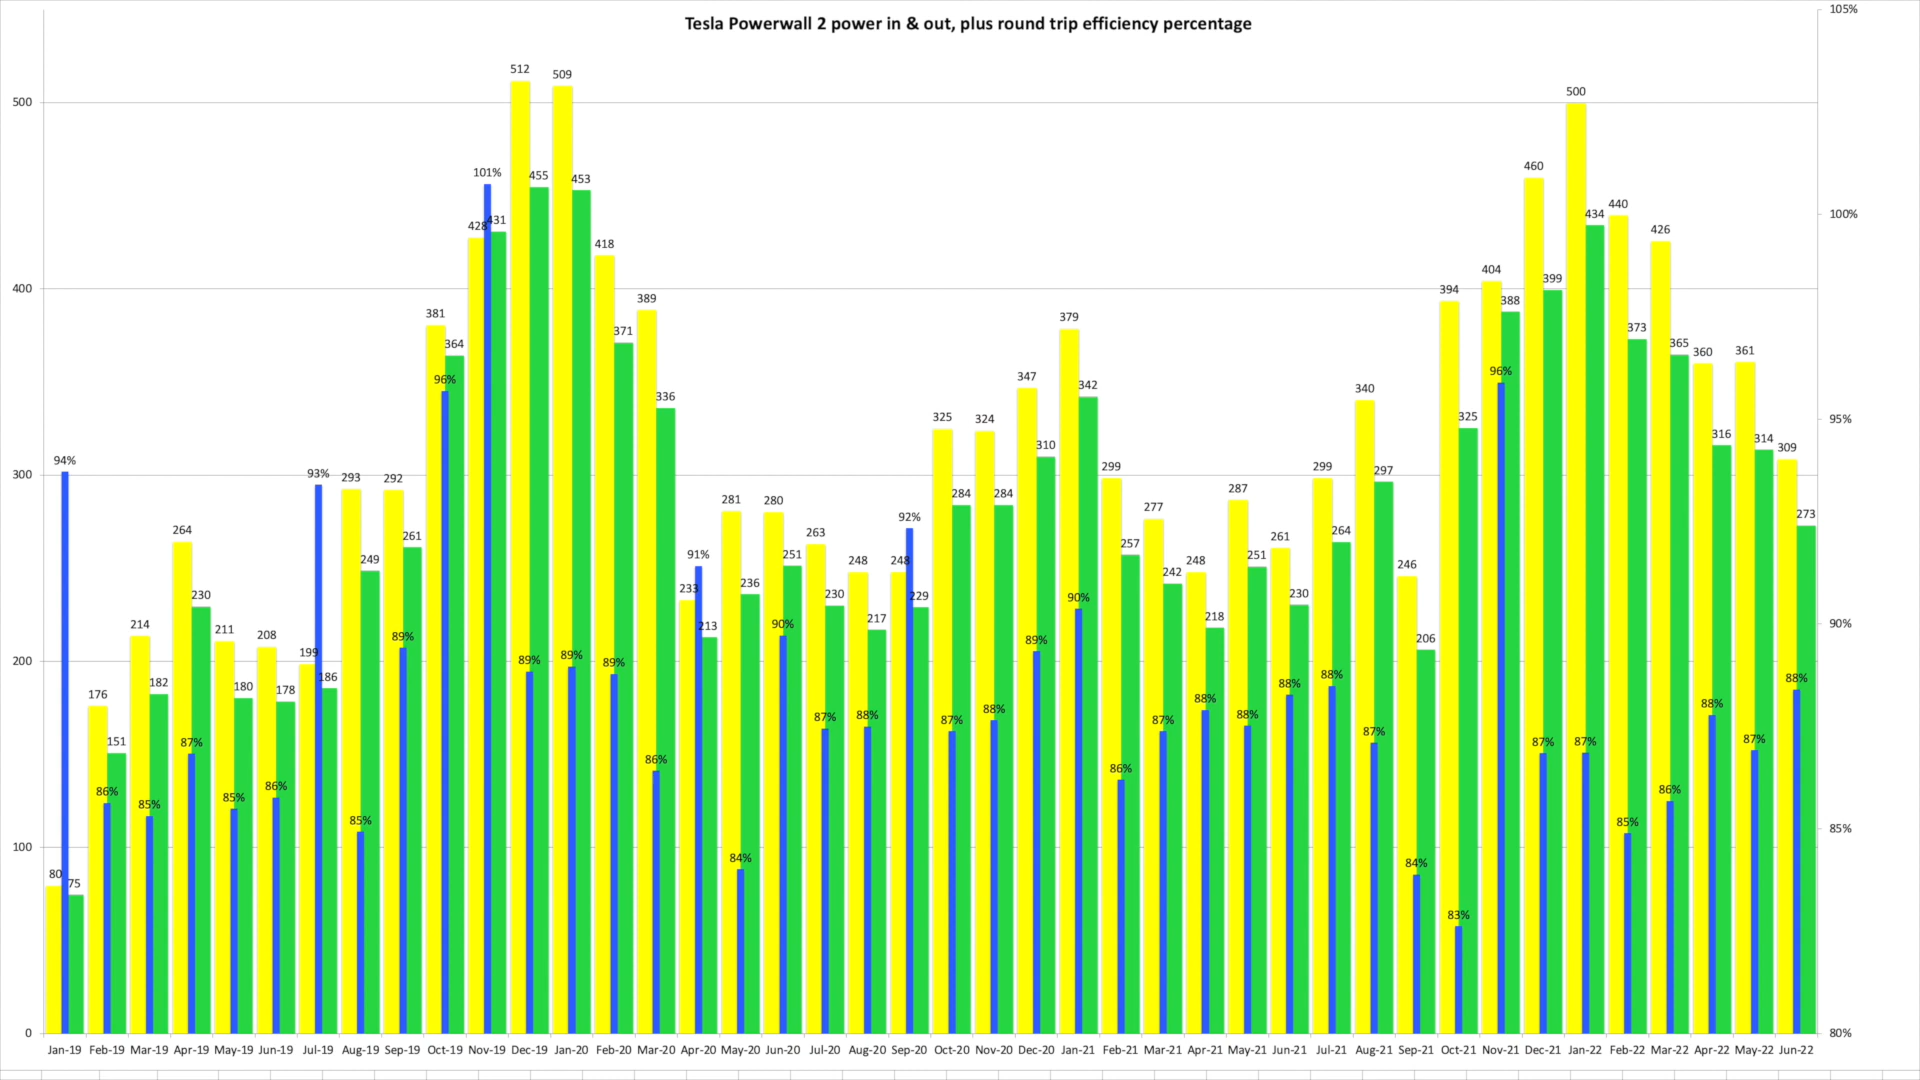 Tesla Powerwall 2 power in & out, plus round trip efficiency percentage
105%
100%
95%
90%
85%
80%
500
400
300
200
100
0
80 94% 75
176 86% 151
214 85% 182
264 87% 230
211 85% 180
208 86% 178
199 93% 186
293 85% 249
292 89% 261
381 96% 364
428 101% 431
512 89% 455
509 89% 453
418 89% 371
389 86% 336
233 91% 213
281 84% 236
280 90% 251
263 87% 230
248 88% 217
248 92% 229
325 87% 284
324 88% 284
347 89% 310
379 90% 342
299 86% 257
277 87% 242
248 88% 218
287 88% 251
261 88% 230
299 88% 264
340 87% 297
246 84% 206
394 83% 325
404 96% 388
460 87% 399
500 87% 434
440 85% 373
426 86% 365
360 88% 316
361 87% 314
309 88% 273
Jan-19 Feb-19 Mar-19 Apr-19 May-19 Jun-19 Jul-19 Aug-19 Sep-19 Oct-19 Nov-19 Dec-19 Jan-20 Feb-20 Mar-20 Apr-20 May-20 Jun-20 Jul-20 Aug-20 Sep-20 Oct-20 Nov-20 Dec-20 Jan-21 Feb-21 Mar-21 Apr-21 May-21 Jun-21 Jul-21 Aug-21 Sep-21 Oct-21 Nov-21 Dec-21 Jan-22 Feb-22 Mar-22 Apr-22 May-22 Jun-22